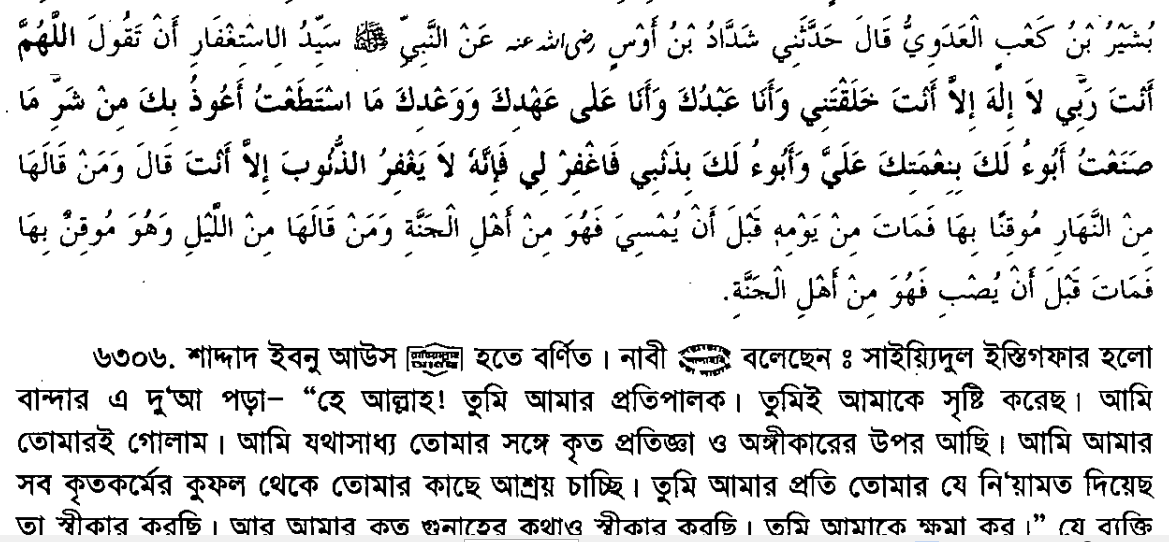 بُشَيْرُ بْنُ كَعْبٍ الْعَدَوِيُّ قَالَ حَدَّثَنِي شَدَّادُ بْنُ أَوْسٍ رضى الله عنه عَنْ النَّبِيِّ ﷺ سَيِّدُ الِاسْتِغْفَارِ أَنْ تَقُولَ اللَّهُمَّ
أَنْتَ رَبِّي لاَ إِلَهَ إِلاَّ أَنْتَ خَلَقْتَنِي وَأَنَا عَبْدُكَ وَأَنَا عَلَى عَهْدِكَ وَوَعْدِكَ مَا اسْتَطَعْتُ أَعُوذُ بِكَ مِنْ شَرِّ مَا
صَنَعْتُ أَبُوءُ لَكَ بِنِعْمَتِكَ عَلَيَّ وَأَبُوءُ لَكَ بِذَنْبِي فَاغْفِرْ لِي فَإِنَّهُ لاَ يَغْفِرُ الذُّنُوبَ إِلاَّ أَنْتَ قَالَ وَمَنْ قَالَهَا
مِنْ النَّهَارِ مُوقِنًا بِهَا فَمَاتَ مِنْ يَوْمِهِ قَبْلَ أَنْ يُمْسِيَ فَهُوَ مِنْ أَهْلِ الْجَنَّةِ وَمَنْ قَالَهَا مِنْ اللَّيْلِ وَهُوَ مُوقِنٌ بِهَا
فَمَاتَ قَبْلَ أَنْ يُصْبِ فَهُوَ مِنْ أَهْلِ الْجَنَّةِ.
৬৩০৬. শাদ্দাদ ইবনু আউস হতে বর্ণিত। নাবী বলেছেন ঃ সাইয়্যিদুল ইস্তিগফার হলো
বান্দার এ দু‘আ পড়া– “হে আল্লাহ! তুমি আমার প্রতিপালক। তুমিই আমাকে সৃষ্টি করেছ। আমি
তোমারই গোলাম। আমি যথাসাধ্য তোমার সঙ্গে কৃত প্রতিজ্ঞা ও অঙ্গীকারের উপর আছি। আমি আমার
সব কৃতকর্মের কুফল থেকে তোমার কাছে আশ্রয় চাচ্ছি। তুমি আমার প্রতি তোমার যে নি‘য়ামত দিয়েছ
তা স্বীকার করছি। আর আমার কৃত গুনাহের কথাও স্বীকার করছি। তুমি আমাকে ক্ষমা কর।” যে ব্যক্তি